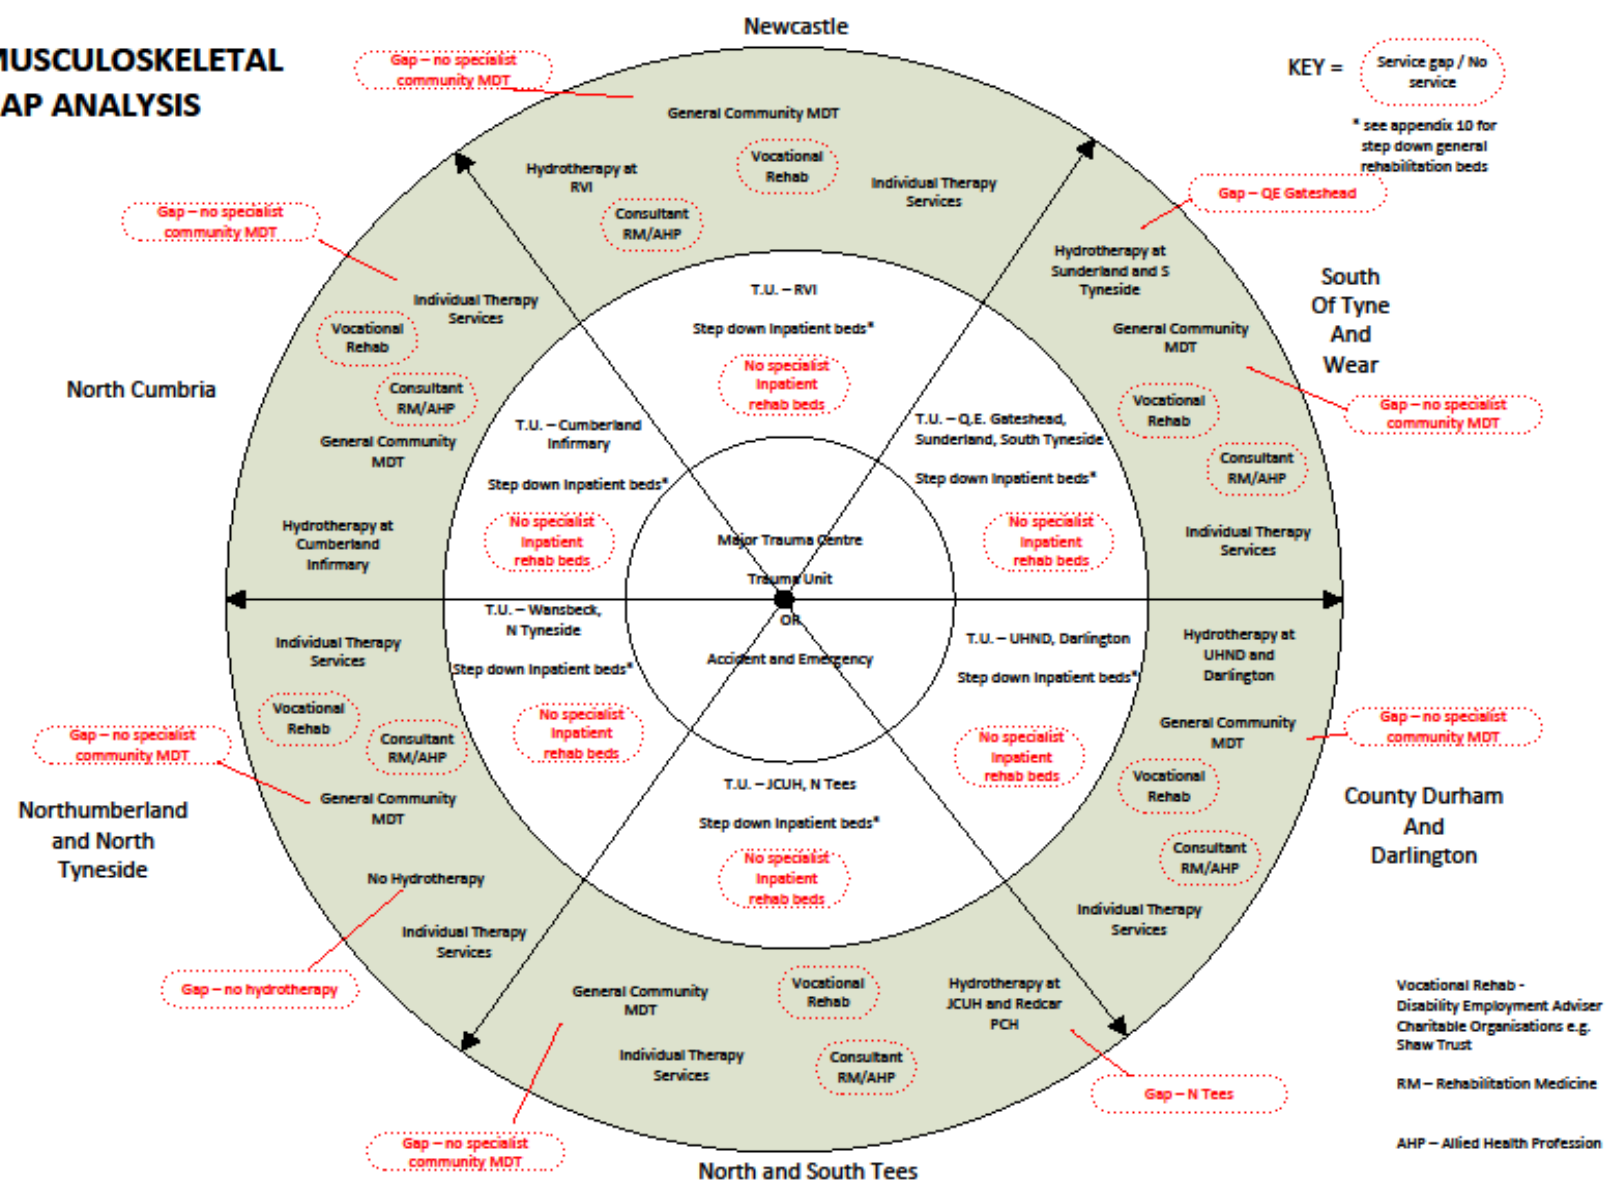 MUSCULOSKELETAL
AP ANALYSIS
Newcastle
KEY =
Service gap / No
service
* see appendix 10 for
step down general
rehabilitation beds
Gap – no specialist
community MDT
General Community MDT
Hydrotherapy at
RVI
Vocational
Rehab
Individual Therapy
Services
Consultant
RM/AHP
T.U. – RVI
Step down Inpatient beds*
No specialist
Inpatient
rehab beds
Gap – QE Gateshead
Hydrotherapy at
Sunderland and S
Tyneside
South
Of Tyne
And
Wear
General Community
MDT
Gap – no specialist
community MDT
Vocational
Rehab
Consultant
RM/AHP
Individual Therapy
Services
T.U. – Q.E. Gateshead,
Sunderland, South Tyneside
Step down Inpatient beds*
No specialist
Inpatient
rehab beds
Gap – no specialist
community MDT
Individual Therapy
Services
Vocational
Rehab
North Cumbria
Consultant
RM/AHP
General Community
MDT
Hydrotherapy at
Cumberland
Infirmary
T.U. – Cumberland
Infirmary
Step down Inpatient beds*
No specialist
Inpatient
rehab beds
Major Trauma Centre
Trauma Unit
OR
Accident and Emergency
T.U. – Wansbeck,
N Tyneside
Step down Inpatient beds*
No specialist
Inpatient
rehab beds
Individual Therapy
Services
Vocational
Rehab
Consultant
RM/AHP
Gap – no specialist
community MDT
General Community
MDT
Northumberland
and North
Tyneside
No Hydrotherapy
Individual Therapy
Services
Gap – no hydrotherapy
T.U. – UHND, Darlington
Step down Inpatient beds*
No specialist
Inpatient
rehab beds
Hydrotherapy at
UHND and
Darlington
General Community
MDT
Gap – no specialist
community MDT
Vocational
Rehab
County Durham
And
Darlington
Consultant
RM/AHP
Individual Therapy
Services
T.U. – JCUH, N Tees
Step down Inpatient beds*
No specialist
Inpatient
rehab beds
General Community
MDT
Vocational
Rehab
Hydrotherapy at
JCUH and Redcar
PCH
Individual Therapy
Services
Consultant
RM/AHP
Gap – N Tees
Gap – no specialist
community MDT
North and South Tees
Vocational Rehab -
Disability Employment Adviser
Charitable Organisations e.g.
Shaw Trust
RM – Rehabilitation Medicine
AHP – Allied Health Profession